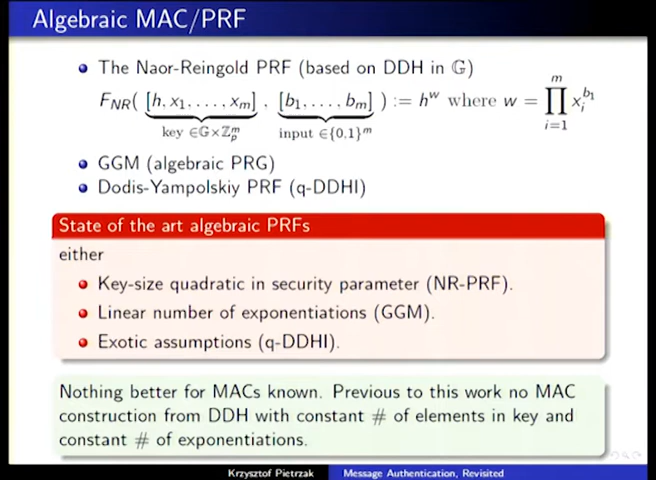 Algebraic MAC/PRF
The Naor-Reingold PRF (based on DDH in 𝔾)
m
F_NR( [h, x_1, . . . , x_m] , [b_1, . . . , b_m] ) := h^w where w = ∏ x_i^{b_1}
key ∈𝔾×ℤ_p^m input ∈{0,1}^m i=1
GGM (algebraic PRG)
Dodis-Yampolskiy PRF (q-DDHI)
State of the art algebraic PRFs
either
Key-size quadratic in security parameter (NR-PRF).
Linear number of exponentiations (GGM).
Exotic assumptions (q-DDHI).
Nothing better for MACs known. Previous to this work no MAC
construction from DDH with constant # of elements in key and
constant # of exponentiations.
Krzysztof Pietrzak Message Authentication, Revisited